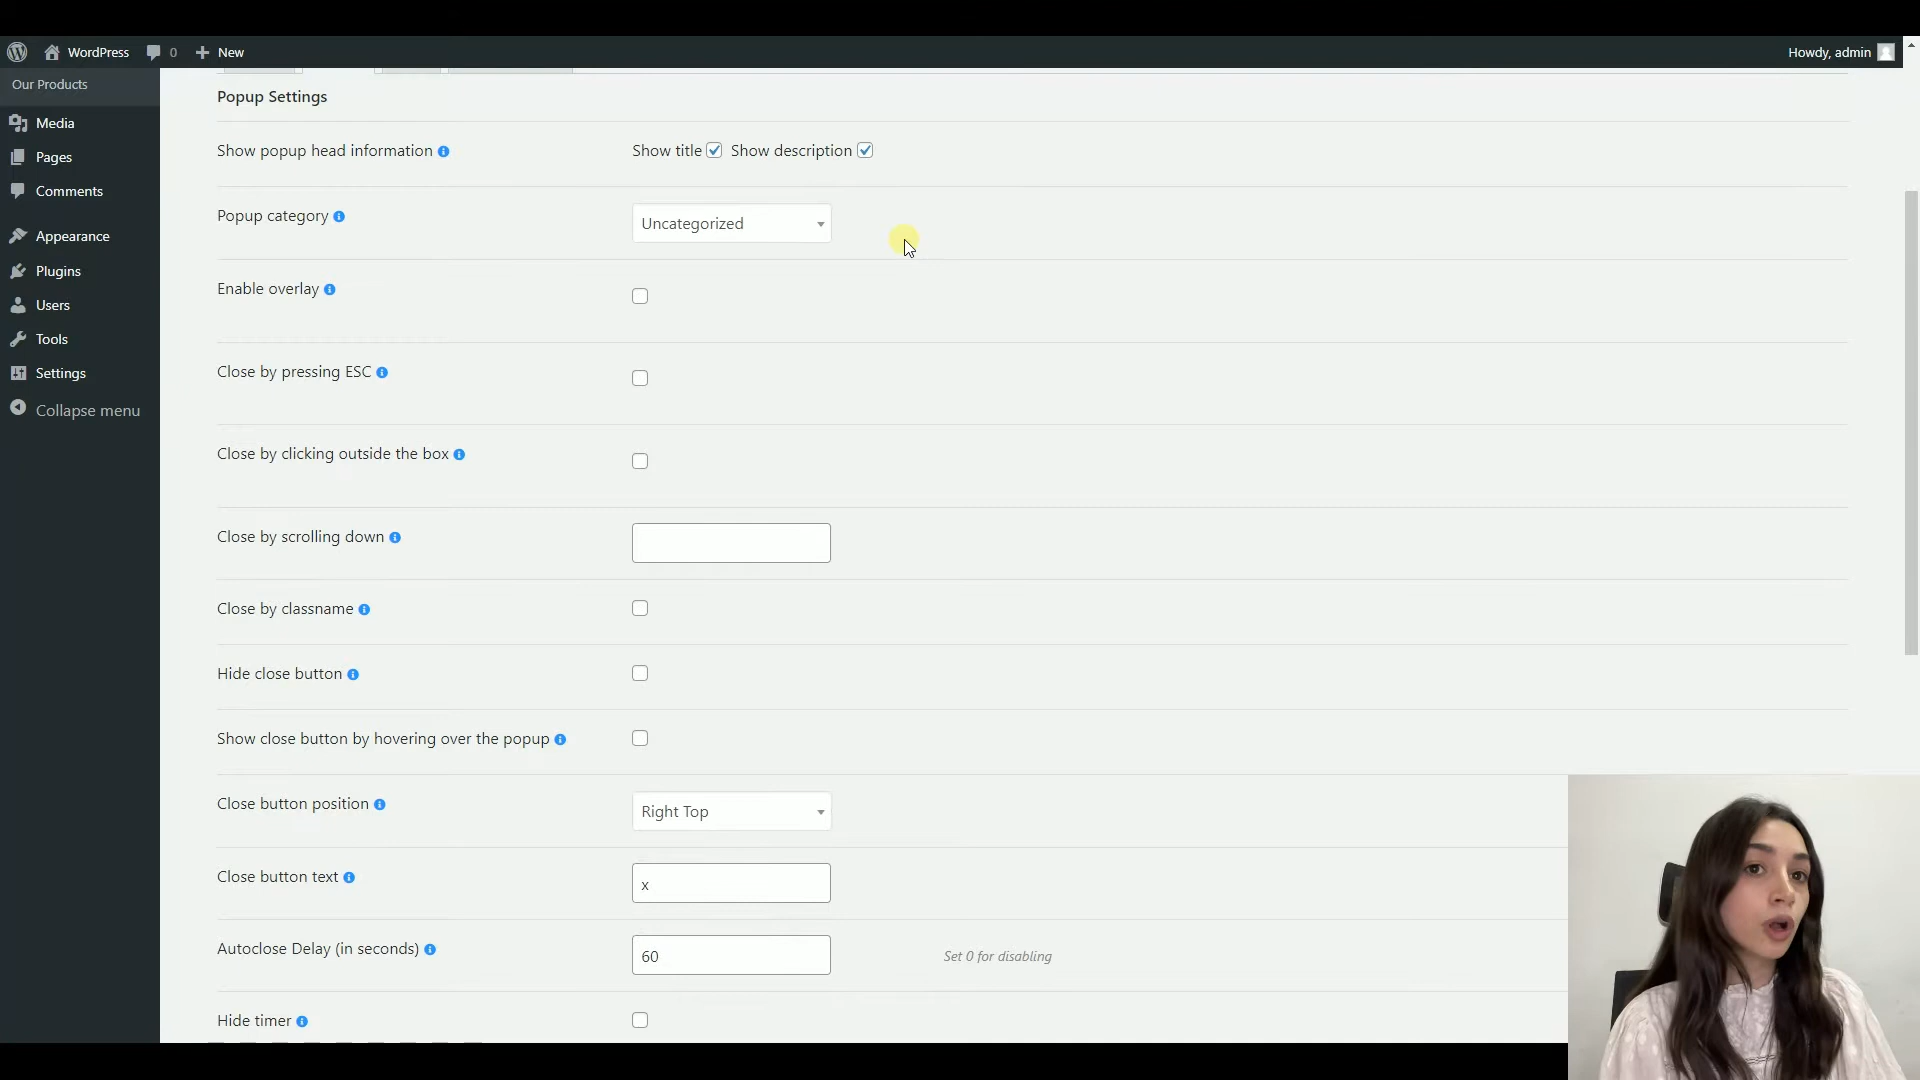 WordPress 0 New Howdy, admin
Our Products
Media
Pages
Comments
Appearance
Plugins
Users
Tools
Settings
Collapse menu
Popup Settings
Show popup head information Show title Show description
Popup category Uncategorized
Enable overlay
Close by pressing ESC
Close by clicking outside the box
Close by scrolling down
Close by classname
Hide close button
Show close button by hovering over the popup
Close button position Right Top
Close button text x
Autoclose Delay (in seconds) 60 Set 0 for disabling
Hide timer